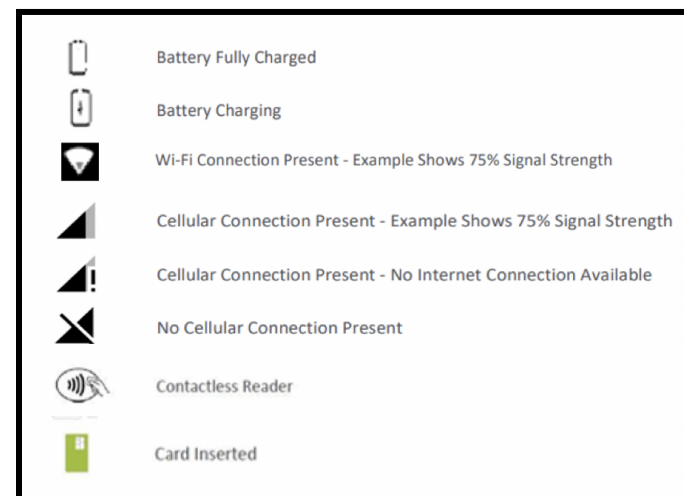 Battery Fully Charged
Battery Charging
Wi-Fi Connection Present - Example Shows 75% Signal Strength
Cellular Connection Present - Example Shows 75% Signal Strength
Cellular Connection Present - No Internet Connection Available
No Cellular Connection Present
Contactless Reader
Card Inserted